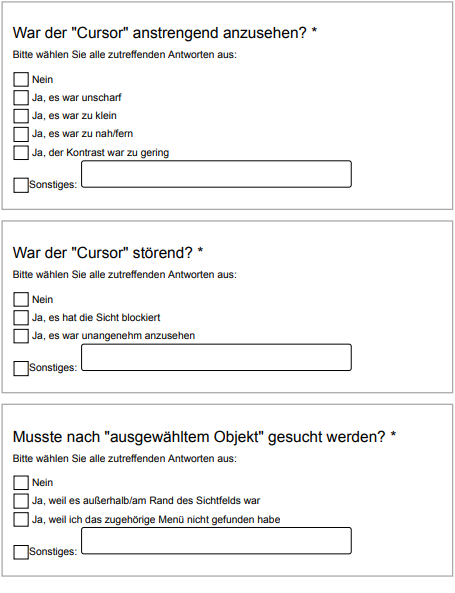 War der "Cursor" anstrengend anzusehen? *
Bitte wählen Sie alle zutreffenden Antworten aus:
Nein
Ja, es war unscharf
Ja, es war zu klein
Ja, es war zu nah/fern
Ja, der Kontrast war zu gering
Sonstiges:
War der "Cursor" störend? *
Bitte wählen Sie alle zutreffenden Antworten aus:
Nein
Ja, es hat die Sicht blockiert
Ja, es war unangenehm anzusehen
Sonstiges:
Musste nach "ausgewähltem Objekt" gesucht werden? *
Bitte wählen Sie alle zutreffenden Antworten aus:
Nein
Ja, weil es außerhalb/am Rand des Sichtfelds war
Ja, weil ich das zugehörige Menü nicht gefunden habe
Sonstiges: